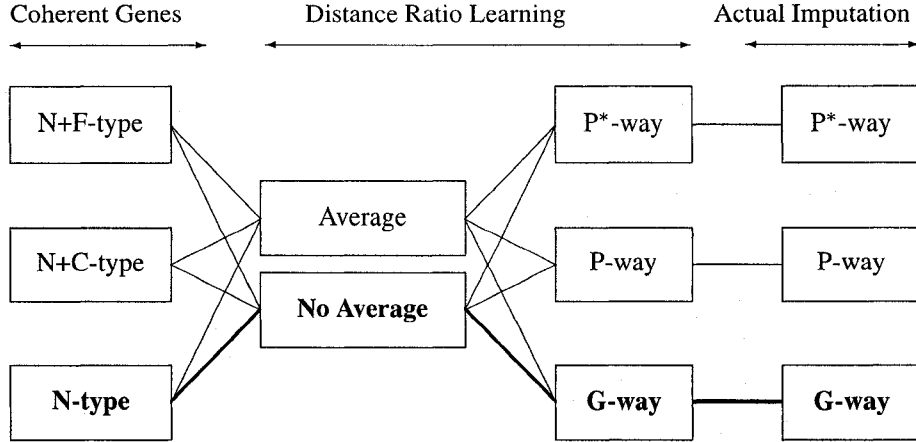 Coherent Genes Distance Ratio Learning Actual Imputation
N+F-type P*-way P*-way
Average
N+C-type P-way P-way
No Average
N-type G-way G-way